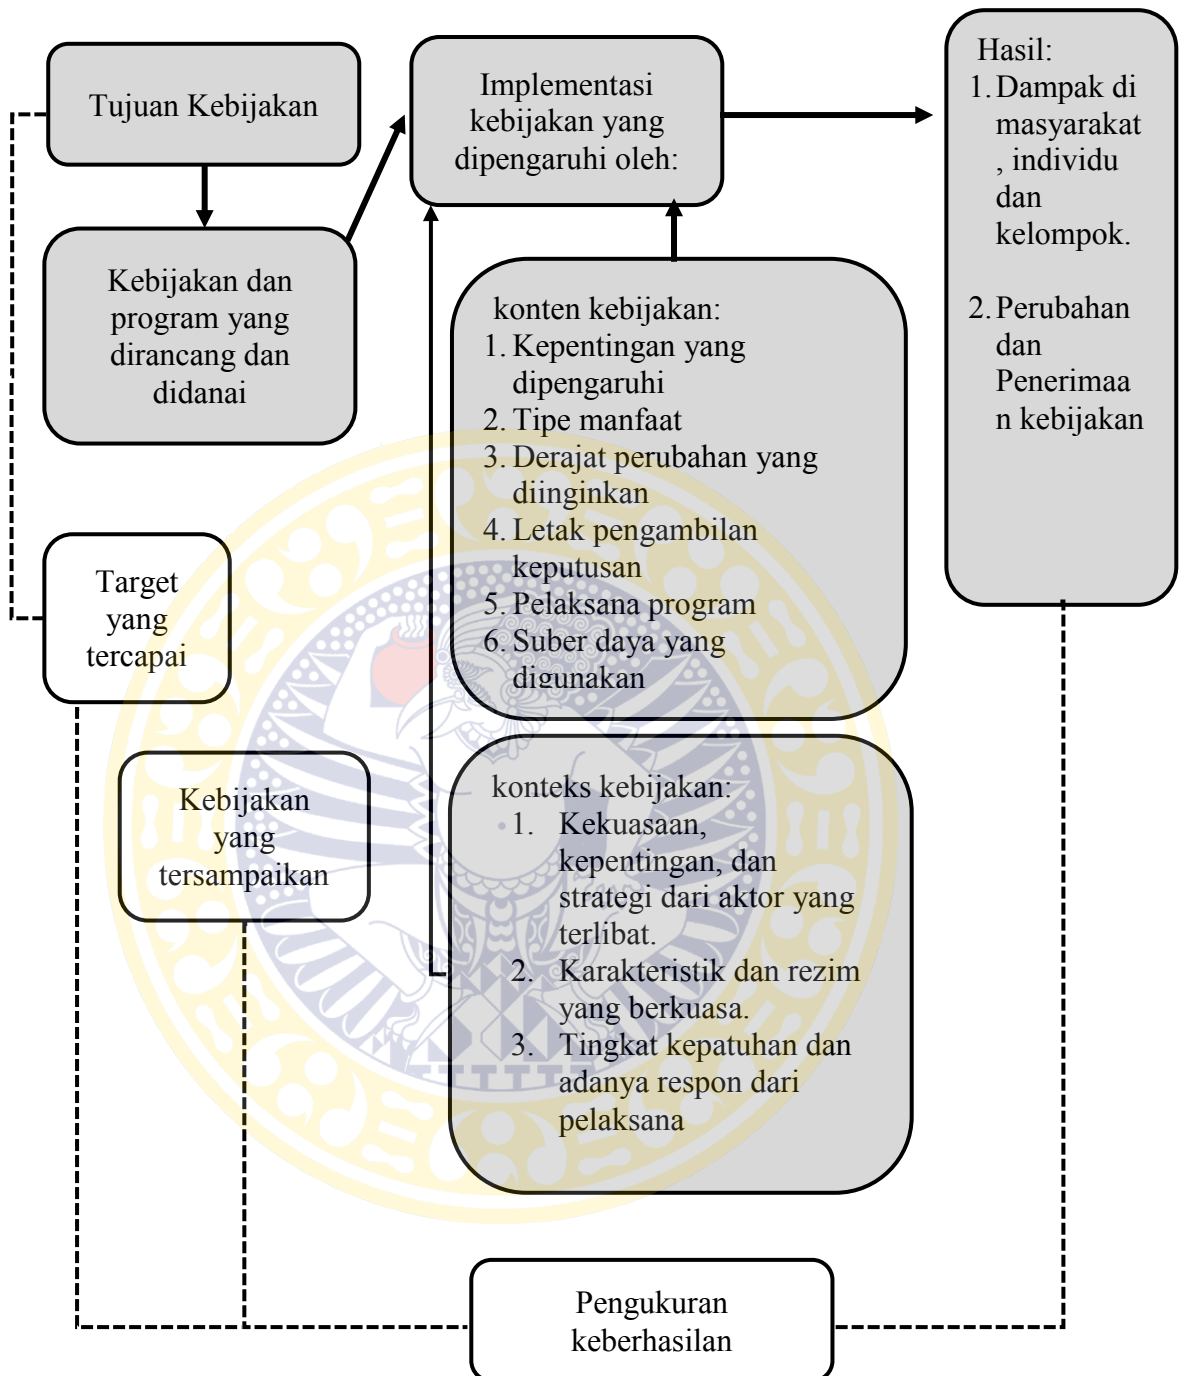 Tujuan Kebijakan
Kebijakan dan
program yang
dirancang dan
didanai
Implementasi
kebijakan yang
dipengaruhi oleh:
Hasil:
1. Dampak di
masyarakat
, individu
dan
kelompok.
2. Perubahan
dan
Penerimaa
n kebijakan
konten kebijakan:
1. Kepentingan yang
dipengaruhi
2. Tipe manfaat
3. Derajat perubahan yang
diinginkan
4. Letak pengambilan
keputusan
5. Pelaksana program
6. Suber daya yang
digunakan
Target
yang
tercapai
Kebijakan
yang
tersampaikan
konteks kebijakan:
1. Kekuasaan,
kepentingan, dan
strategi dari aktor yang
terlibat.
2. Karakteristik dan rezim
yang berkuasa.
3. Tingkat kepatuhan dan
adanya respon dari
pelaksana
Pengukuran
keberhasilan